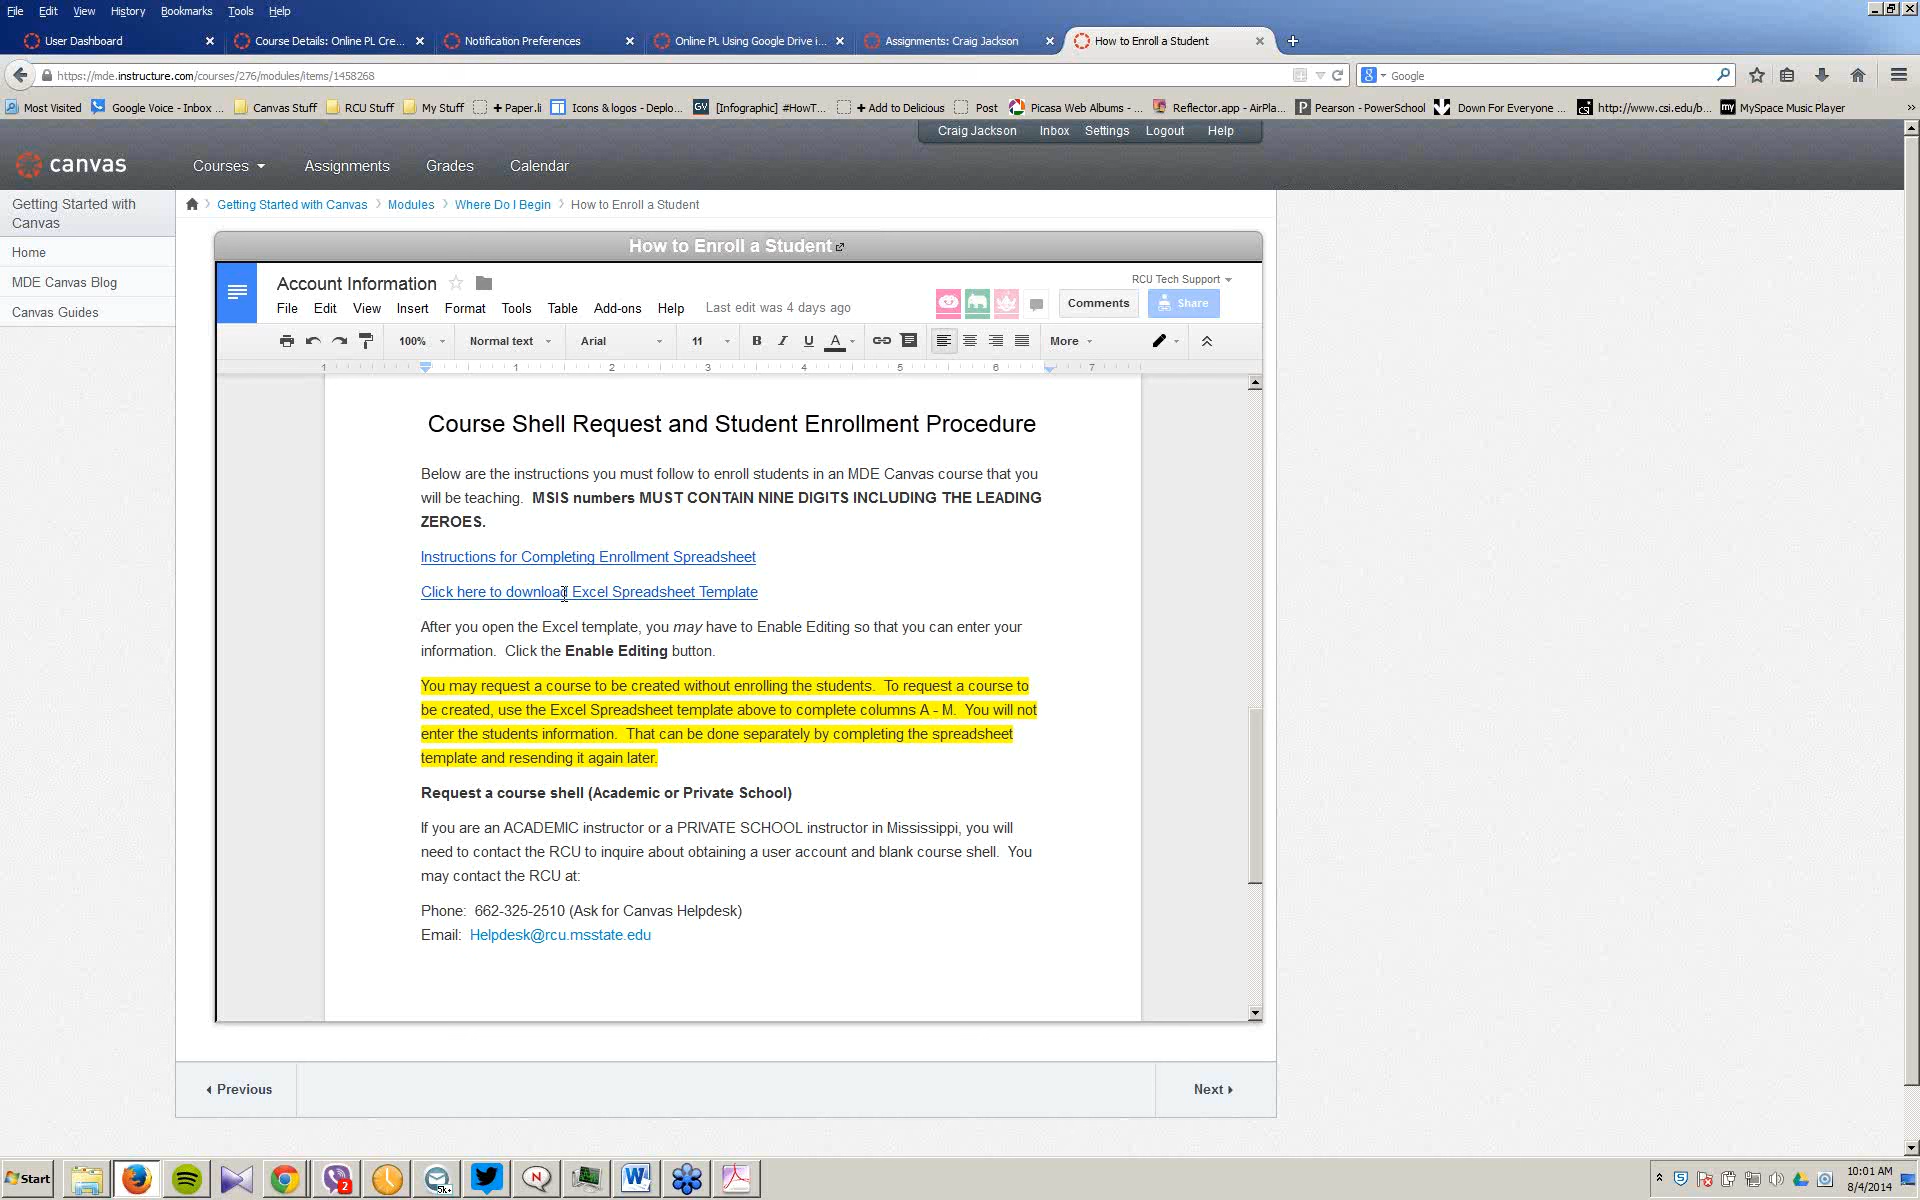 File Edit View History Bookmarks Tools Help
User Dashboard
Course Details: Online PL Cre...
Notification Preferences
Online PL Using Google Drive i...
Assignments: Craig Jackson
How to Enroll a Student
https://mde.instructure.com/courses/276/modules/items/1458268
Google
Most Visited Google Voice - Inbox ... Canvas Stuff RCU Stuff My Stuff + Paper.li Icons & logos - Deplo... [Infographic] #HowT... + Add to Delicious Post Picasa Web Albums - ... Reflector.app - AirPla... Pearson - PowerSchool Down For Everyone ... http://www.csi.edu/b... MySpace Music Player
Craig Jackson Inbox Settings Logout Help
canvas Courses Assignments Grades Calendar
Getting Started with
Canvas
Home
MDE Canvas Blog
Canvas Guides
Getting Started with Canvas Modules Where Do I Begin How to Enroll a Student
How to Enroll a Student
Account Information
RCU Tech Support
File Edit View Insert Format Tools Table Add-ons Help Last edit was 4 days ago
Comments Share
100% Normal text Arial 11 B I U A More
1 1 2 3 4 5 6 7
Course Shell Request and Student Enrollment Procedure
Below are the instructions you must follow to enroll students in an MDE Canvas course that you
will be teaching. MSIS numbers MUST CONTAIN NINE DIGITS INCLUDING THE LEADING
ZEROES.
Instructions for Completing Enrollment Spreadsheet
Click here to download Excel Spreadsheet Template
After you open the Excel template, you may have to Enable Editing so that you can enter your
information. Click the Enable Editing button.
You may request a course to be created without enrolling the students. To request a course to
be created, use the Excel Spreadsheet template above to complete columns A - M. You will not
enter the students information. That can be done separately by completing the spreadsheet
template and resending it again later.
Request a course shell (Academic or Private School)
If you are an ACADEMIC instructor or a PRIVATE SCHOOL instructor in Mississippi, you will
need to contact the RCU to inquire about obtaining a user account and blank course shell. You
may contact the RCU at:
Phone: 662-325-2510 (Ask for Canvas Helpdesk)
Email: Helpdesk@rcu.msstate.edu
Previous
Next
Start
2
5k+
10:01 AM
8/4/2014